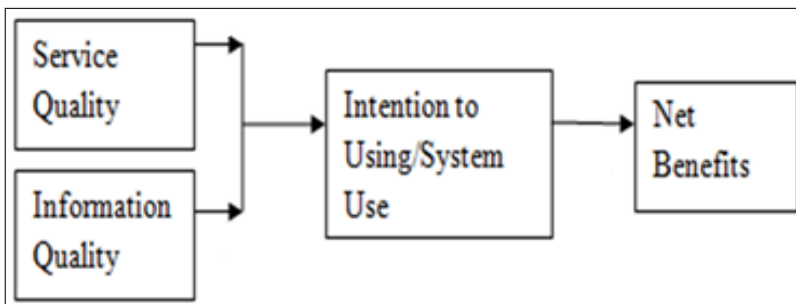 Service
Quality
Information
Quality
Intention to
Using/System
Use
Net
Benefits